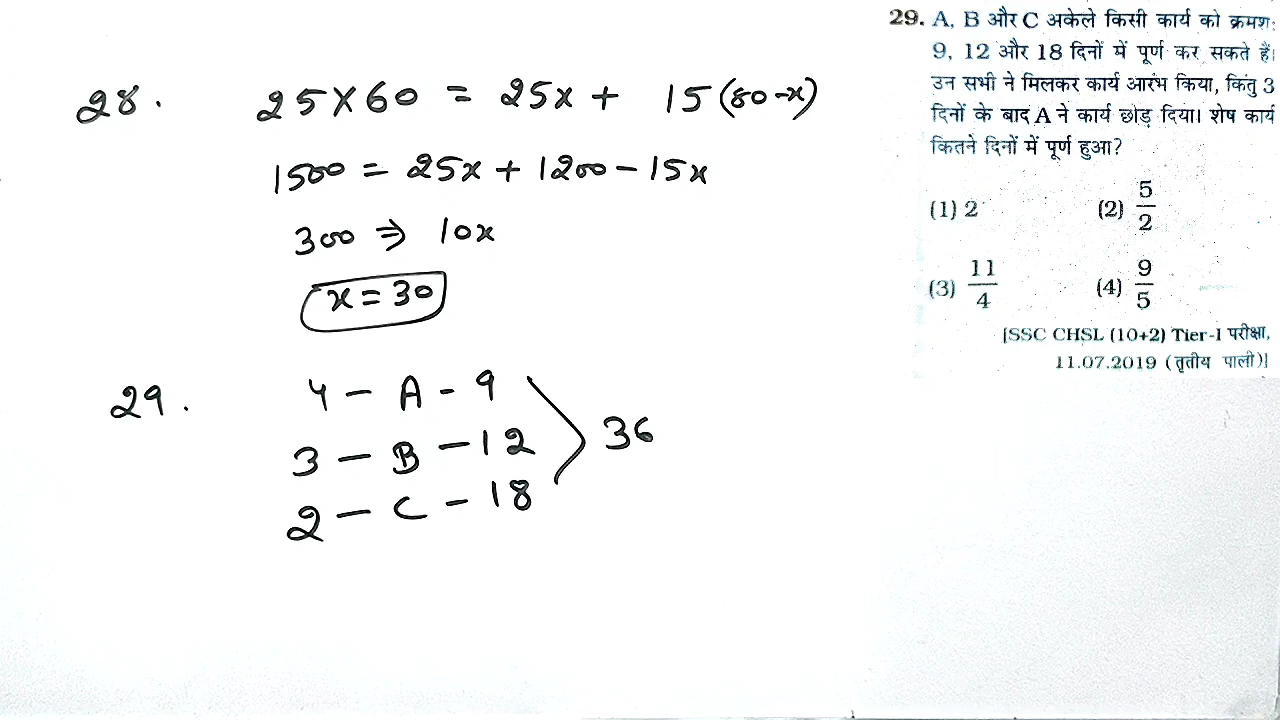 28. 25X60 = 25x + 15(80-x)
1500 = 25x + 1200 - 15x
300 ⇒ 10x
x = 30
29. 4 - A - 9
3 - B - 12
2 - C - 18
36
29. A, B और C अकेले किसी कार्य को क्रमशः
9, 12 और 18 दिनों में पूर्ण कर सकते हैं।
उन सभी ने मिलकर कार्य आरंभ किया, किंतु 3
दिनों के बाद A ने कार्य छोड़ दिया। शेष कार्य
कितने दिनों में पूर्ण हुआ?
(1) 2 (2) 5/2
(3) 11/4 (4) 9/5
[SSC CHSL (10+2) Tier-I परीक्षा,
11.07.2019 (तृतीय पाली)]